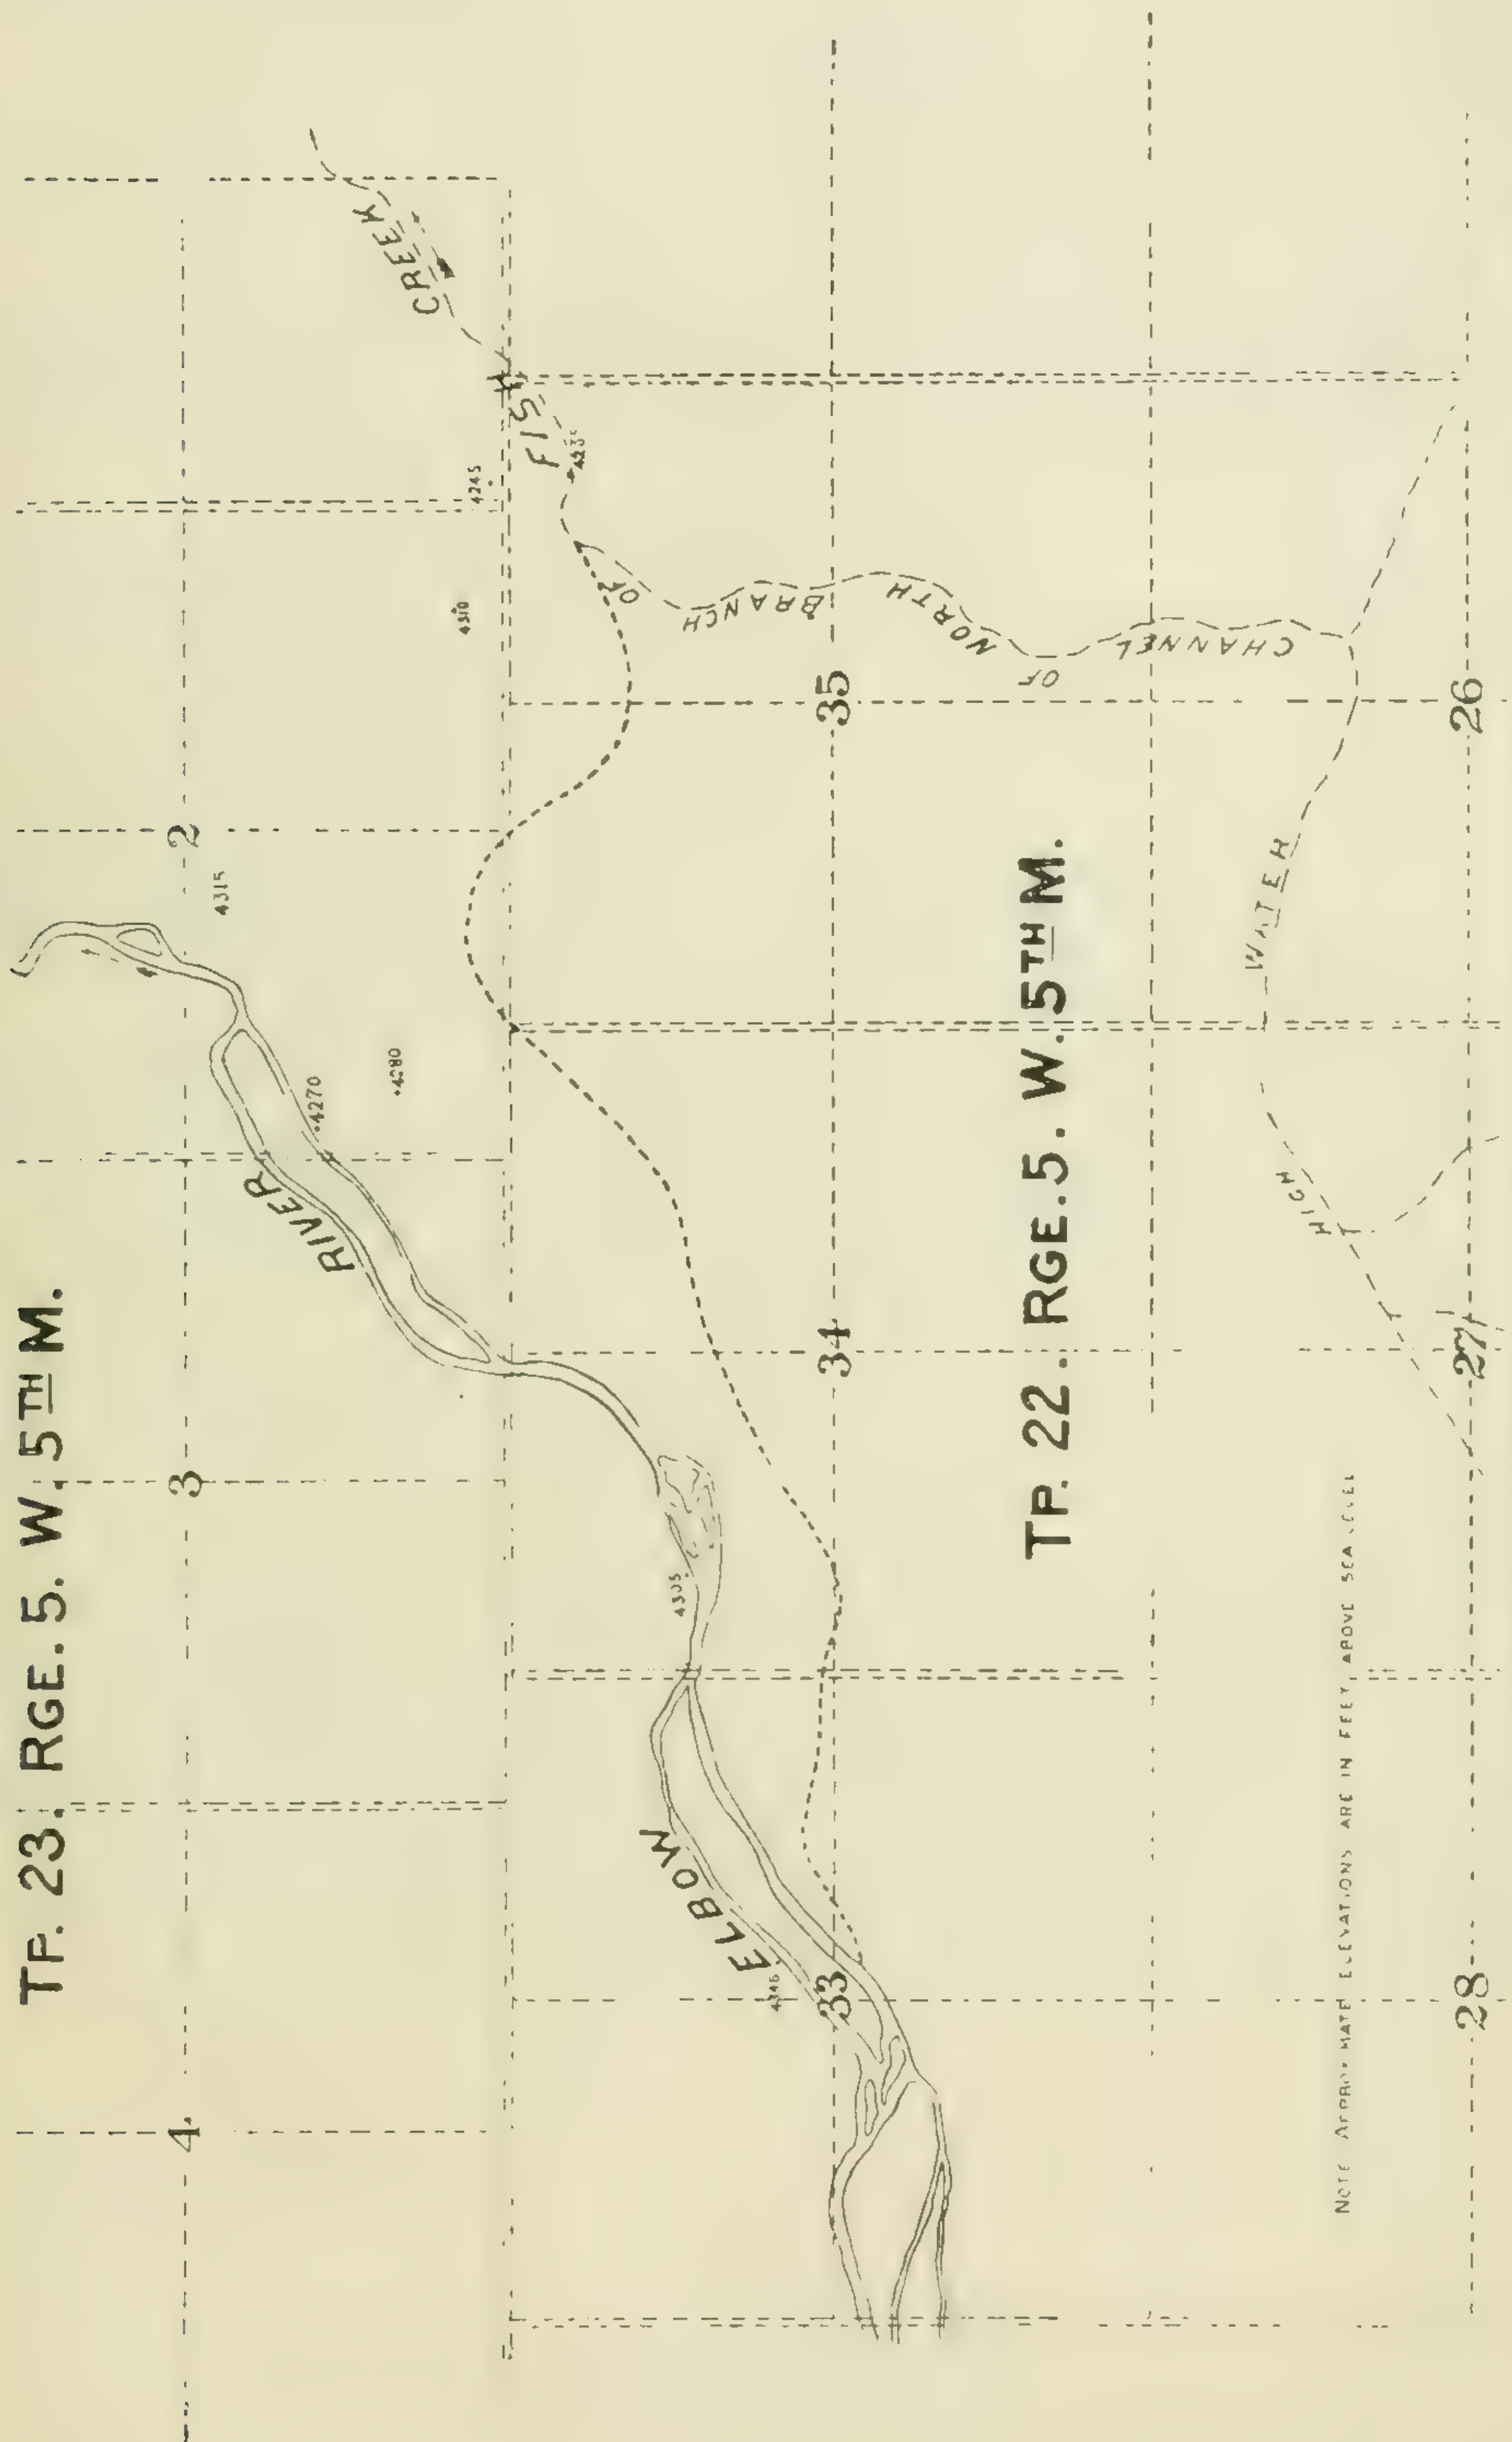 TP. 23. RGE. 5. W. 5TH M.
4
3
2
4315
4270
4280
RIVER
4310
4245
CREEK
FISH
4235
ELBOW
4305
33
34
35
OF
BRANCH
NORTH
OF
CHANNEL
TP. 22. RGE. 5. W. 5TH M.
HIGH
WATER
NOTE APPROXIMATE ELEVATIONS ARE IN FEET, ABOVE SEA LEVEL
28
27
26